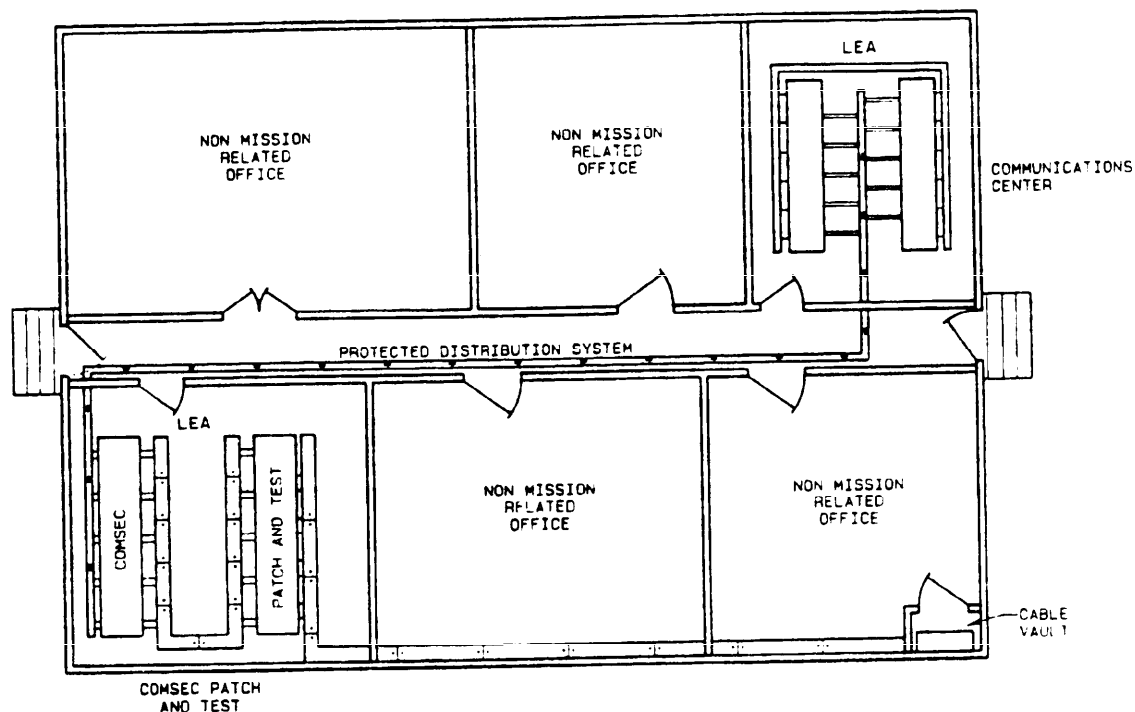 LEA
NON MISSION
RELATED
OFFICE
NON MISSION
RELATED
OFFICE
COMMUNICATIONS
CENTER
PROTECTED DISTRIBUTION SYSTEM
LEA
COMSEC
PATCH AND TEST
NON MISSION
RELATED
OFFICE
NON MISSION
RELATED
OFFICE
CABLE
VAULT
COMSEC PATCH
AND TEST